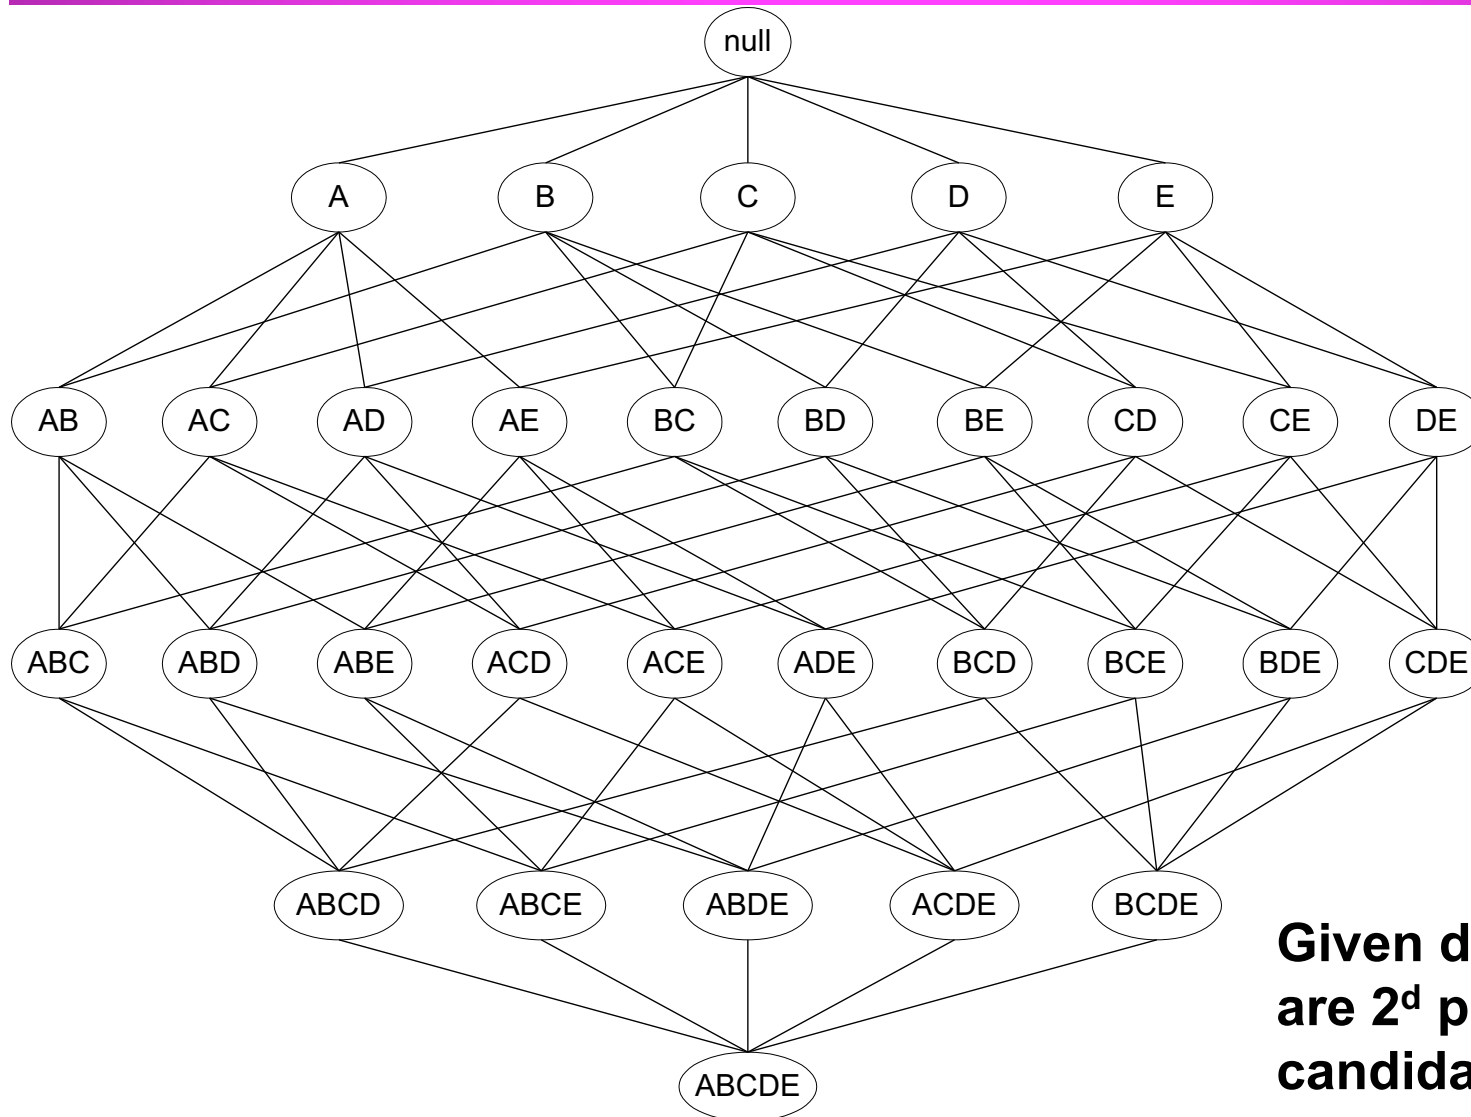 null
A B C D E
AB AC AD AE BC BD BE CD CE DE
ABC ABD ABE ACD ACE ADE BCD BCE BDE CDE
ABCD ABCE ABDE ACDE BCDE
Given d
are 2ᵈ p
candida
ABCDE